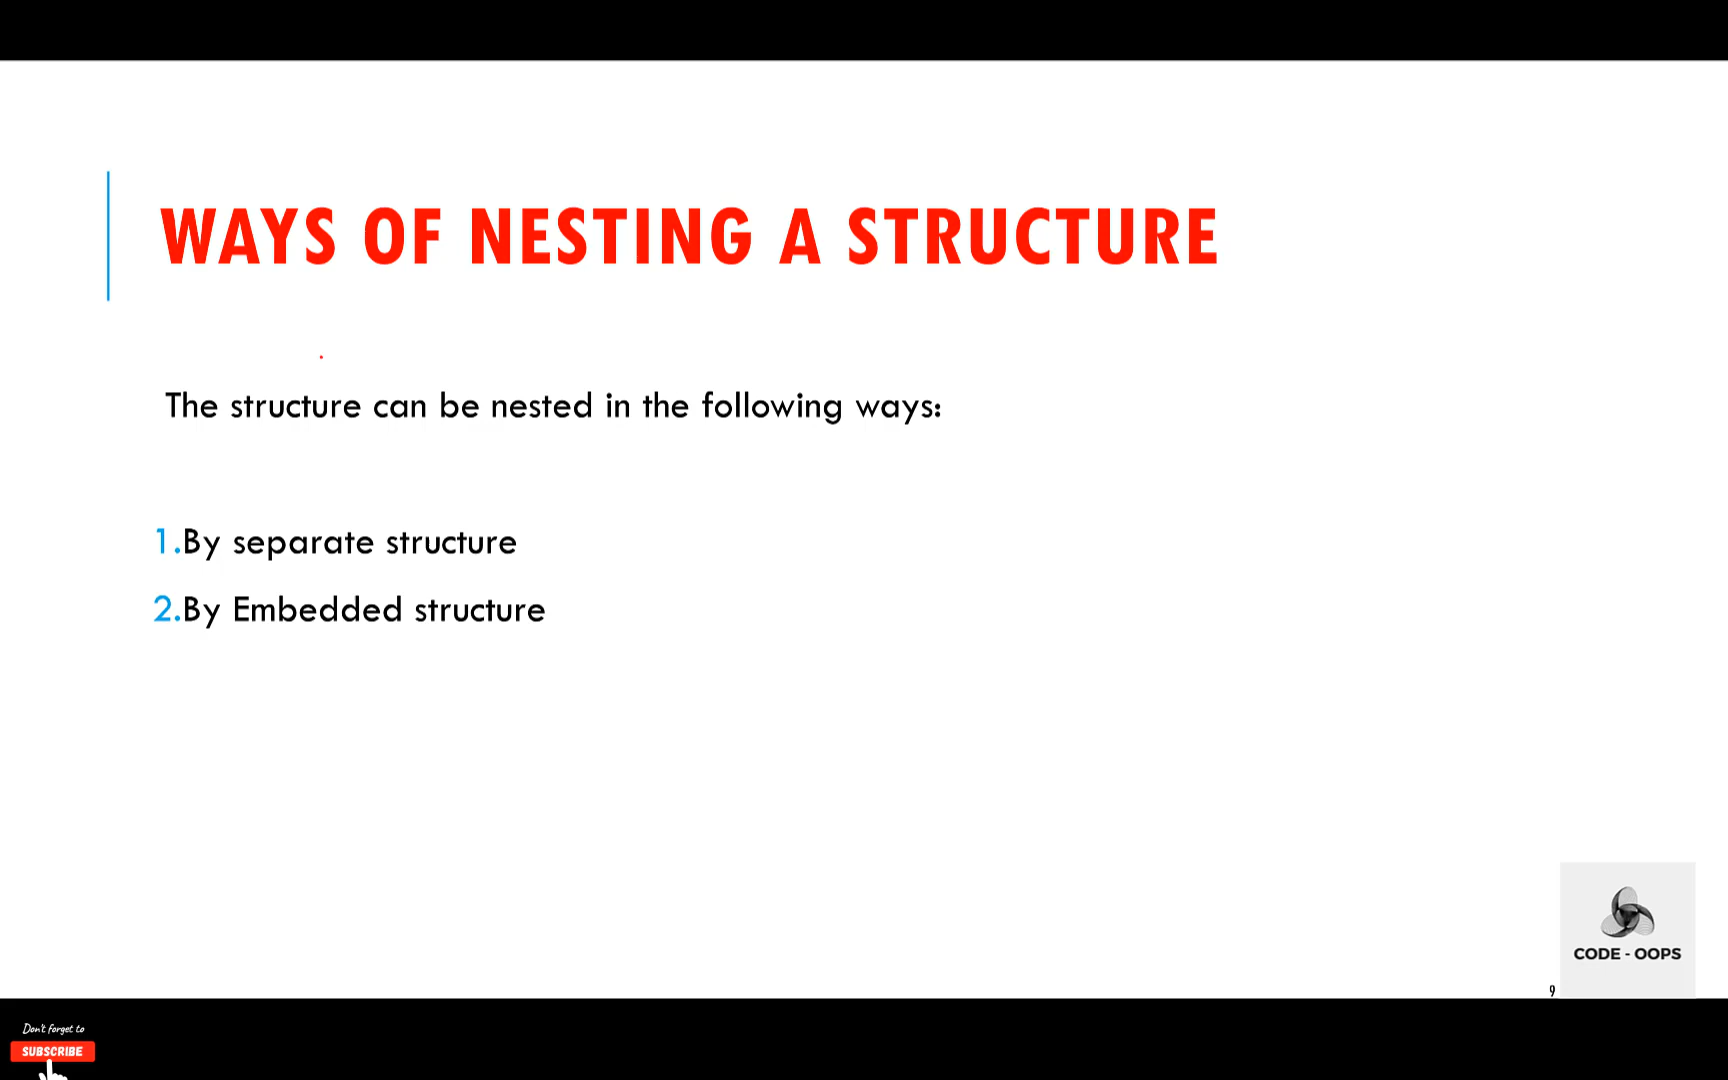 WAYS OF NESTING A STRUCTURE
The structure can be nested in the following ways:
1.By separate structure
2.By Embedded structure
CODE - OOPS
9
Don't forget to
SUBSCRIBE